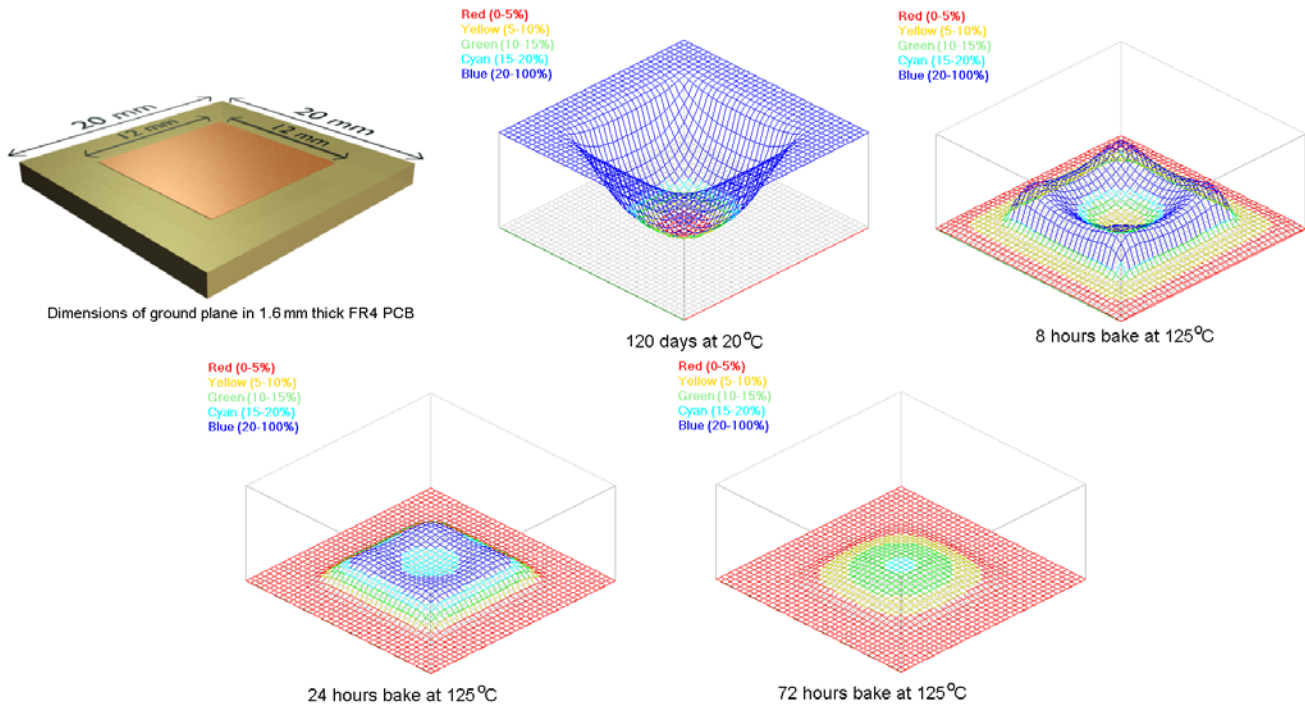 20 mm
12 mm
20 mm
12 mm
Dimensions of ground plane in 1.6 mm thick FR4 PCB
Red (0-5%)
Yellow (5-10%)
Green (10-15%)
Cyan (15-20%)
Blue (20-100%)
120 days at 20°C
Red (0-5%)
Yellow (5-10%)
Green (10-15%)
Cyan (15-20%)
Blue (20-100%)
8 hours bake at 125°C
Red (0-5%)
Yellow (5-10%)
Green (10-15%)
Cyan (15-20%)
Blue (20-100%)
24 hours bake at 125°C
Red (0-5%)
Yellow (5-10%)
Green (10-15%)
Cyan (15-20%)
Blue (20-100%)
72 hours bake at 125°C